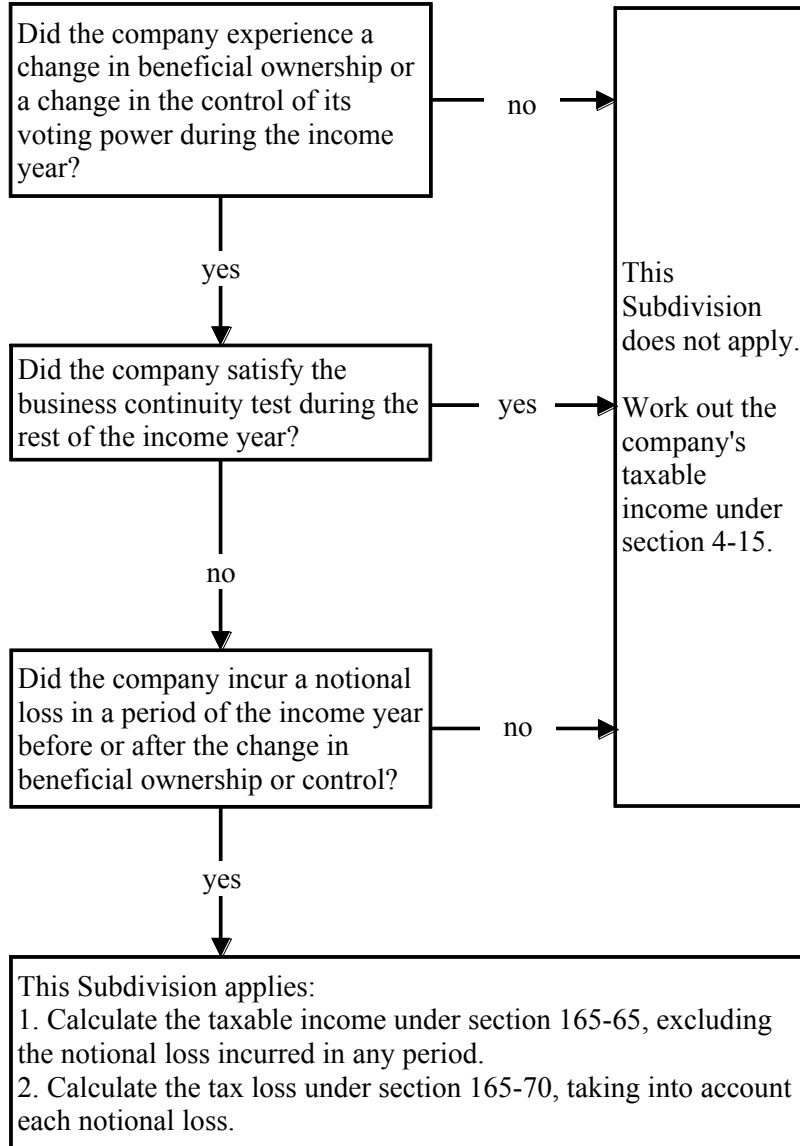 Did the company experience a
change in beneficial ownership or
a change in the control of its
voting power during the income
year?
no
yes
This
Subdivision
does not apply.
Work out the
company's
taxable
income under
section 4-15.
Did the company satisfy the
business continuity test during the
rest of the income year?
yes
no
Did the company incur a notional
loss in a period of the income year
before or after the change in
beneficial ownership or control?
no
yes
This Subdivision applies:
1. Calculate the taxable income under section 165-65, excluding
the notional loss incurred in any period.
2. Calculate the tax loss under section 165-70, taking into account
each notional loss.